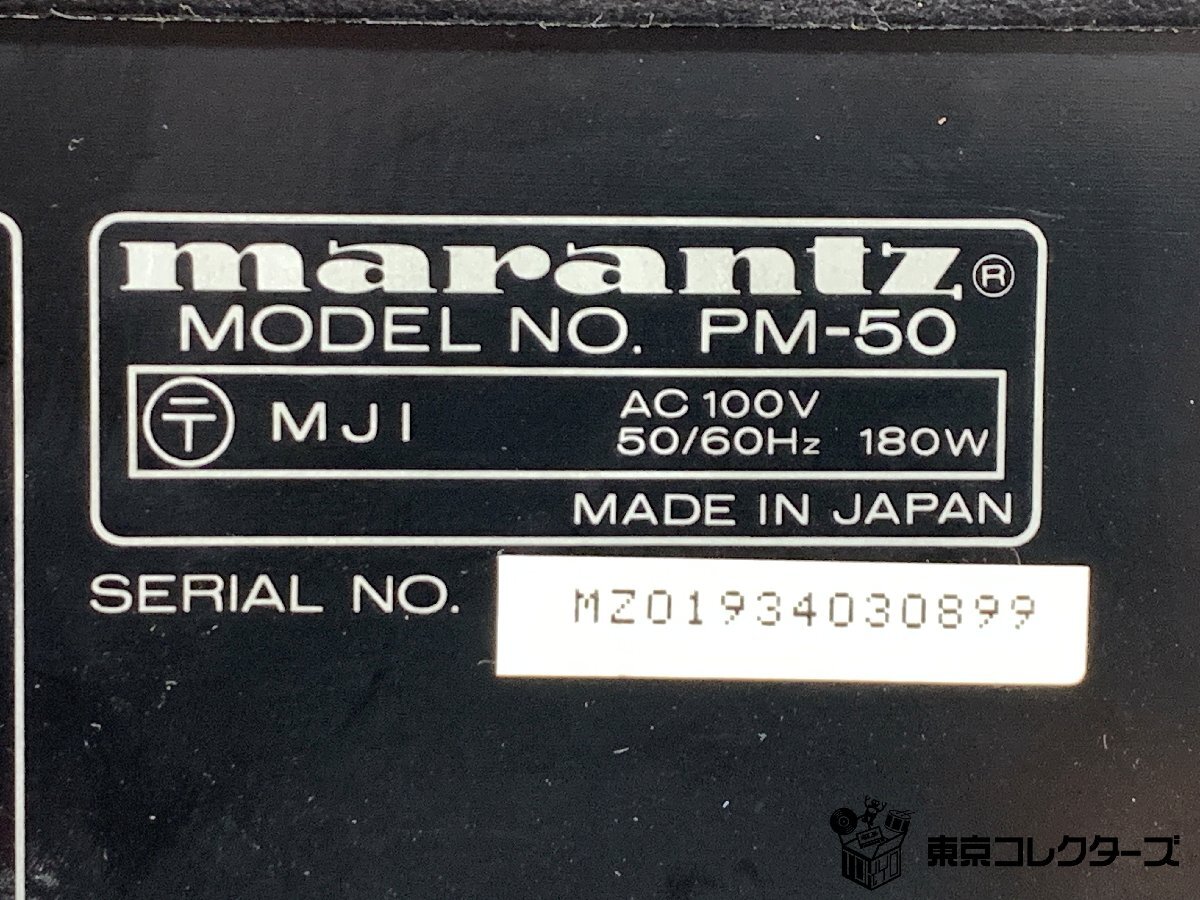 marantz®
MODEL NO. PM-50
〒 MJI
AC 100V
50/60Hz 180W
MADE IN JAPAN
SERIAL NO. MZ01934030899
TOKYO
東京コレクターズ